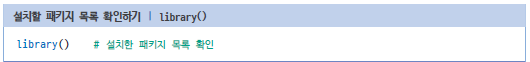 설치할 패키지 목록 확인하기 | library()
library() # 설치한 패키지 목록 확인